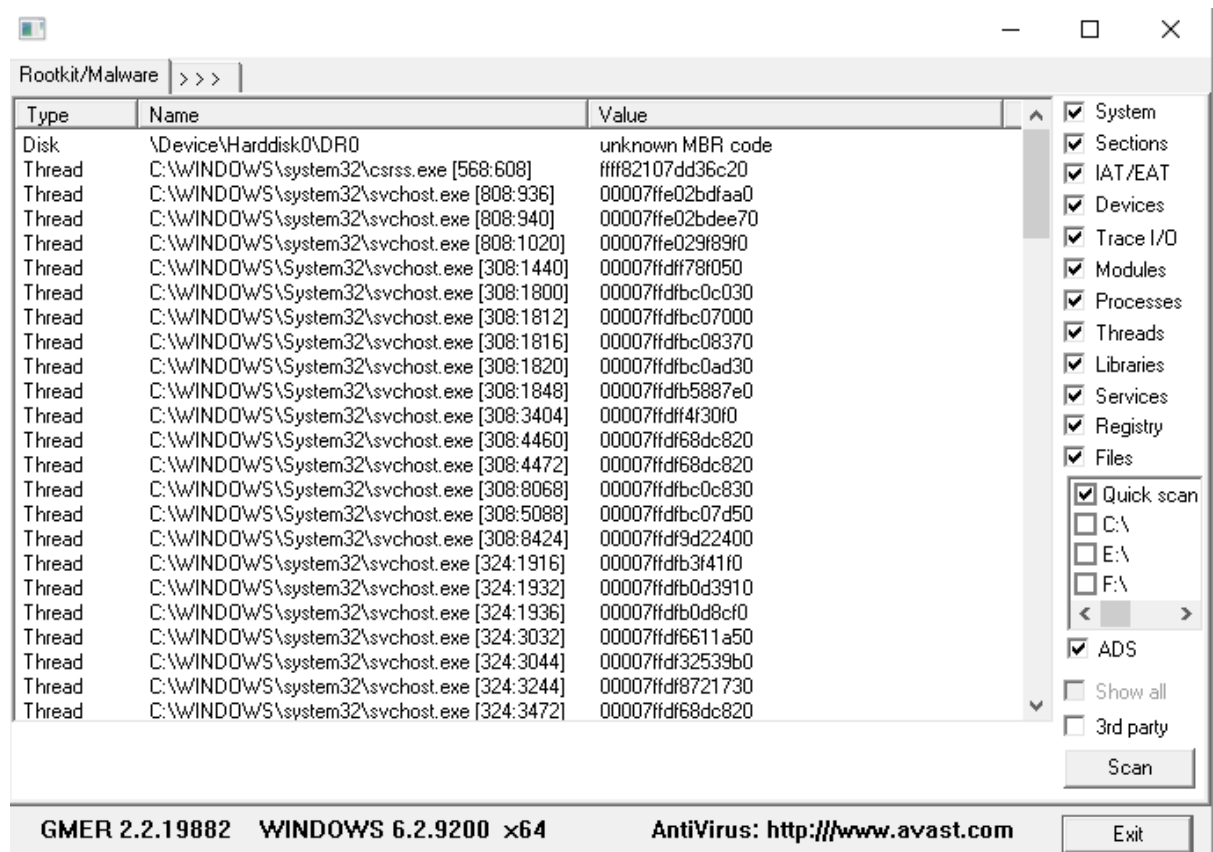 Rootkit/Malware > > >
Type Name Value
Disk \Device\Harddisk0\DR0 unknown MBR code
Thread C:\WINDOWS\system32\csrss.exe [568:608] ffff82107dd36c20
Thread C:\WINDOWS\system32\svchost.exe [808:936] 00007ffe02bdfaa0
Thread C:\WINDOWS\system32\svchost.exe [808:940] 00007ffe02bdee70
Thread C:\WINDOWS\system32\svchost.exe [808:1020] 00007ffe029f89f0
Thread C:\WINDOWS\System32\svchost.exe [308:1440] 00007ffdff78f050
Thread C:\WINDOWS\System32\svchost.exe [308:1800] 00007ffdfbc0c030
Thread C:\WINDOWS\System32\svchost.exe [308:1812] 00007ffdfbc07000
Thread C:\WINDOWS\System32\svchost.exe [308:1816] 00007ffdfbc08370
Thread C:\WINDOWS\System32\svchost.exe [308:1820] 00007ffdfbc0ad30
Thread C:\WINDOWS\System32\svchost.exe [308:1848] 00007ffdfb5887e0
Thread C:\WINDOWS\System32\svchost.exe [308:3404] 00007ffdff4f30f0
Thread C:\WINDOWS\System32\svchost.exe [308:4460] 00007ffdf68dc820
Thread C:\WINDOWS\System32\svchost.exe [308:4472] 00007ffdf68dc820
Thread C:\WINDOWS\System32\svchost.exe [308:8068] 00007ffdfbc0c830
Thread C:\WINDOWS\System32\svchost.exe [308:5088] 00007ffdfbc07d50
Thread C:\WINDOWS\System32\svchost.exe [308:8424] 00007ffdf9d22400
Thread C:\WINDOWS\system32\svchost.exe [324:1916] 00007ffdfb3f41f0
Thread C:\WINDOWS\system32\svchost.exe [324:1932] 00007ffdfb0d3910
Thread C:\WINDOWS\system32\svchost.exe [324:1936] 00007ffdfb0d8cf0
Thread C:\WINDOWS\system32\svchost.exe [324:3032] 00007ffdf6611a50
Thread C:\WINDOWS\system32\svchost.exe [324:3044] 00007ffdf32539b0
Thread C:\WINDOWS\system32\svchost.exe [324:3244] 00007ffdf8721730
Thread C:\WINDOWS\system32\svchost.exe [324:3472] 00007ffdf68dc820
System
Sections
IAT/EAT
Devices
Trace I/O
Modules
Processes
Threads
Libraries
Services
Registry
Files
Quick scan
C:\
E:\
F:\
ADS
Show all
3rd party
Scan
GMER 2.2.19882 WINDOWS 6.2.9200 x64 AntiVirus: http:///www.avast.com Exit